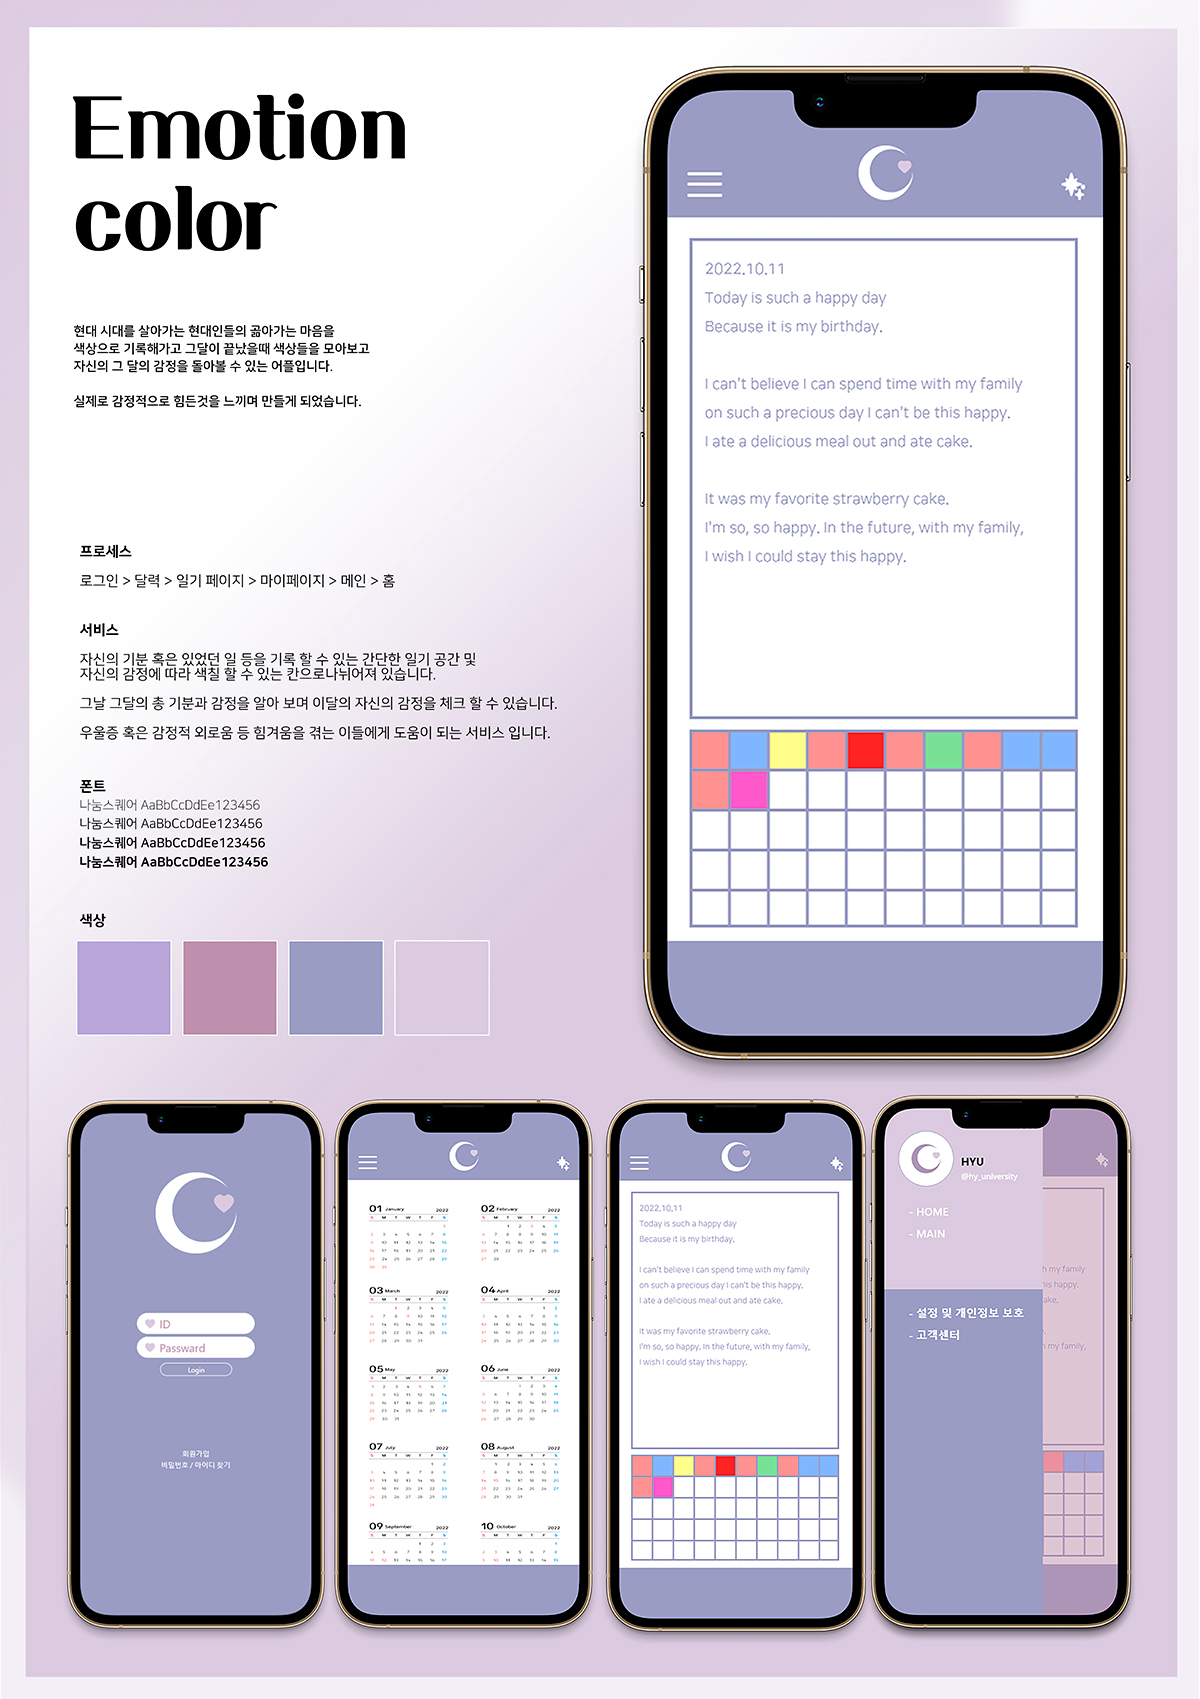 Emotion
color
현대 시대를 살아가는 현대인들의 곪아가는 마음을
색상으로 기록해가고 그달이 끝났을때 색상들을 모아보고
자신의 그 달의 감정을 돌아볼 수 있는 어플입니다.
실제로 감정적으로 힘든것을 느끼며 만들게 되었습니다.
프로세스
로그인 > 달력 > 일기 페이지 > 마이페이지 > 메인 > 홈
서비스
자신의 기분 혹은 있었던 일 등을 기록 할 수 있는 간단한 일기 공간 및
자신의 감정에 따라 색칠 할 수 있는 칸으로나뉘어져 있습니다.
그날 그달의 총 기분과 감정을 알아 보며 이달의 자신의 감정을 체크 할 수 있습니다.
우울증 혹은 감정적 외로움 등 힘겨움을 겪는 이들에게 도움이 되는 서비스 입니다.
폰트
나눔스퀘어 AaBbCcDdEe123456
나눔스퀘어 AaBbCcDdEe123456
나눔스퀘어 AaBbCcDdEe123456
나눔스퀘어 AaBbCcDdEe123456
색상
2022.10.11
Today is such a happy day
Because it is my birthday.
I can't believe I can spend time with my family
on such a precious day I can't be this happy.
I ate a delicious meal out and ate cake.
It was my favorite strawberry cake.
I'm so, so happy. In the future, with my family,
I wish I could stay this happy.
ID
Passward
Login
회원가입
비밀번호 / 아이디 찾기
01 January 2022
02 February 2022
03 March 2022
04 April 2022
05 May 2022
06 June 2022
07 July 2022
08 August 2022
09 September 2022
10 October 2022
2022.10.11
Today is such a happy day
Because it is my birthday.
I can't believe I can spend time with my family
on such a precious day I can't be this happy.
I ate a delicious meal out and ate cake.
It was my favorite strawberry cake.
I'm so, so happy. In the future, with my family,
I wish I could stay this happy.
HYU
@hy_university
- HOME
- MAIN
- 설정 및 개인정보 보호
- 고객센터
h my family
his happy.
ake.
my family,